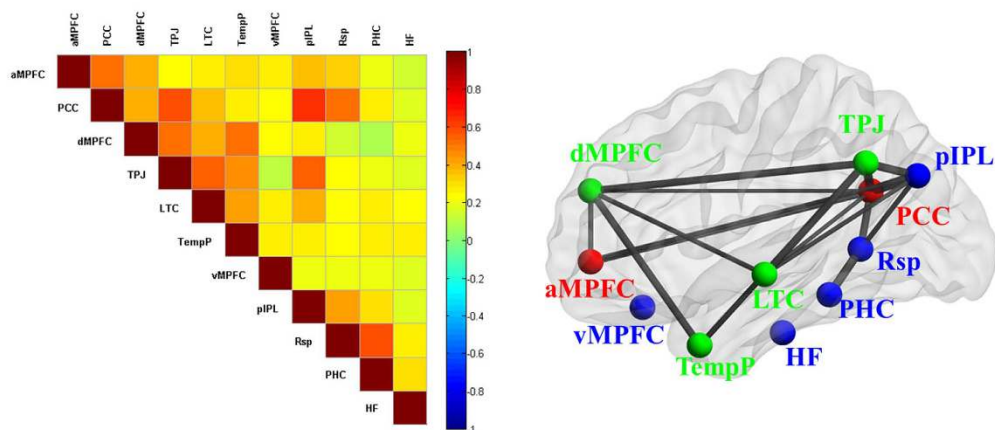 aMPFC
PCC
dMPFC
TPJ
LTC
TempP
vMPFC
pIPL
Rsp
PHC
HF
aMPFC
PCC
dMPFC
TPJ
LTC
TempP
vMPFC
pIPL
Rsp
PHC
HF
1
0.8
0.6
0.4
0.2
0
-0.2
-0.4
-0.6
-0.8
-1
TPJ
dMPFC
pIPL
PCC
Rsp
aMPFC
LTC
PHC
vMPFC
HF
TempP